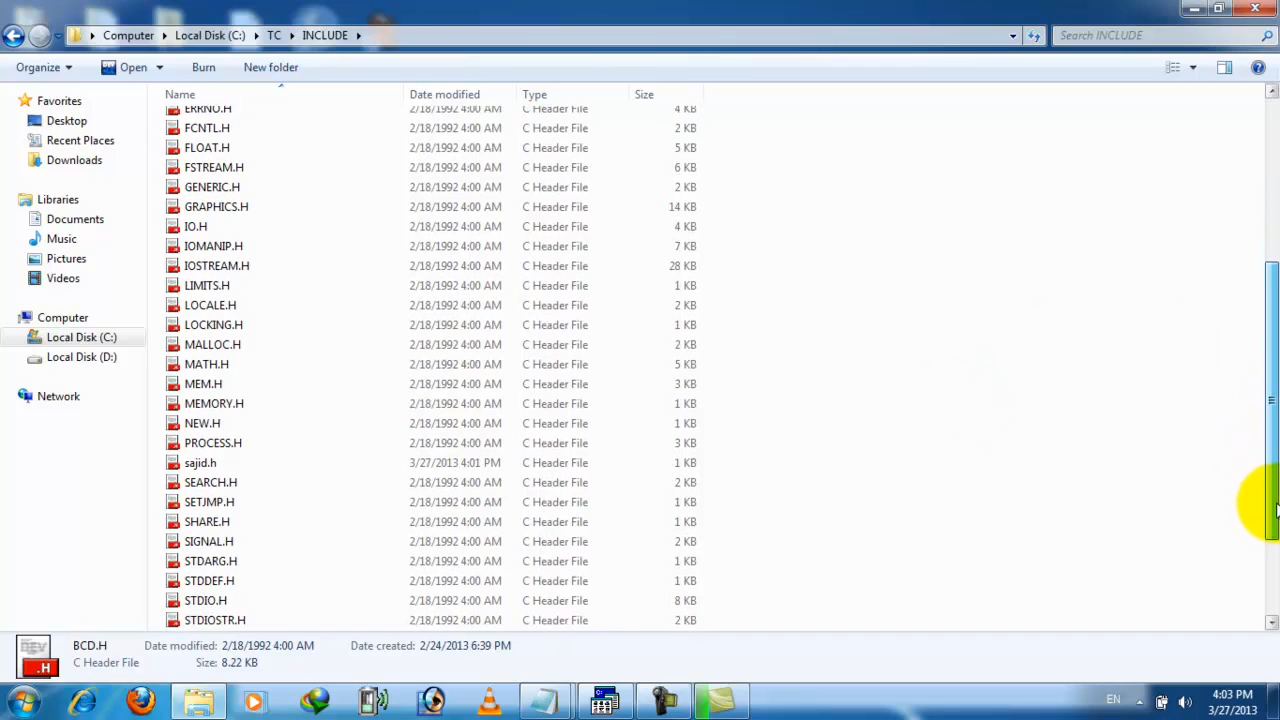 Computer Local Disk (C:) TC INCLUDE Search INCLUDE
Organize Open Burn New folder
Name Date modified Type Size
Favorites
Desktop
Recent Places
Downloads
Libraries
Documents
Music
Pictures
Videos
Computer
Local Disk (C:)
Local Disk (D:)
Network
ERRNO.H 2/18/1992 4:00 AM C Header File 4 KB
FCNTL.H 2/18/1992 4:00 AM C Header File 2 KB
FLOAT.H 2/18/1992 4:00 AM C Header File 5 KB
FSTREAM.H 2/18/1992 4:00 AM C Header File 6 KB
GENERIC.H 2/18/1992 4:00 AM C Header File 2 KB
GRAPHICS.H 2/18/1992 4:00 AM C Header File 14 KB
IO.H 2/18/1992 4:00 AM C Header File 4 KB
IOMANIP.H 2/18/1992 4:00 AM C Header File 7 KB
IOSTREAM.H 2/18/1992 4:00 AM C Header File 28 KB
LIMITS.H 2/18/1992 4:00 AM C Header File 1 KB
LOCALE.H 2/18/1992 4:00 AM C Header File 2 KB
LOCKING.H 2/18/1992 4:00 AM C Header File 1 KB
MALLOC.H 2/18/1992 4:00 AM C Header File 2 KB
MATH.H 2/18/1992 4:00 AM C Header File 5 KB
MEM.H 2/18/1992 4:00 AM C Header File 3 KB
MEMORY.H 2/18/1992 4:00 AM C Header File 1 KB
NEW.H 2/18/1992 4:00 AM C Header File 1 KB
PROCESS.H 2/18/1992 4:00 AM C Header File 3 KB
sajid.h 3/27/2013 4:01 PM C Header File 1 KB
SEARCH.H 2/18/1992 4:00 AM C Header File 2 KB
SETJMP.H 2/18/1992 4:00 AM C Header File 1 KB
SHARE.H 2/18/1992 4:00 AM C Header File 1 KB
SIGNAL.H 2/18/1992 4:00 AM C Header File 2 KB
STDARG.H 2/18/1992 4:00 AM C Header File 1 KB
STDDEF.H 2/18/1992 4:00 AM C Header File 1 KB
STDIO.H 2/18/1992 4:00 AM C Header File 8 KB
STDIOSTR.H 2/18/1992 4:00 AM C Header File 2 KB
.H
BCD.H Date modified: 2/18/1992 4:00 AM Date created: 2/24/2013 6:39 PM
C Header File Size: 8.22 KB
EN
4:03 PM
3/27/2013